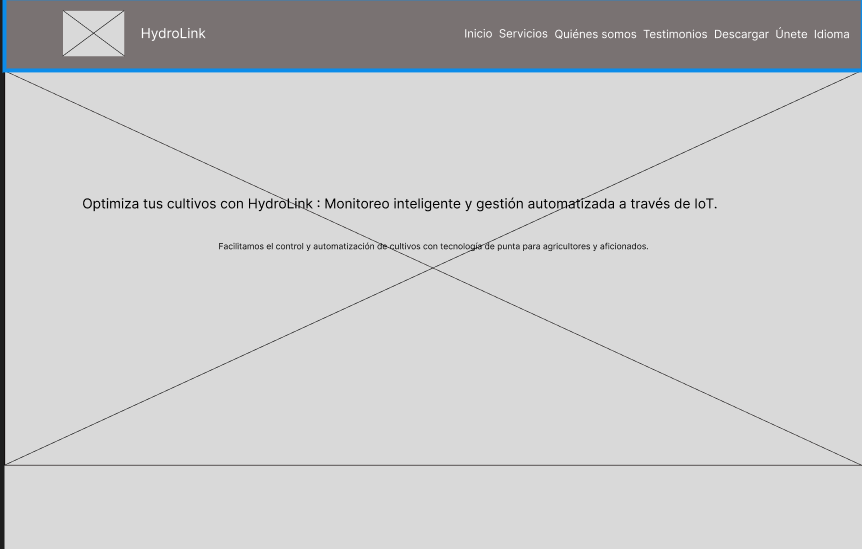 HydroLink
Inicio Servicios Quiénes somos Testimonios Descargar Únete Idioma
Optimiza tus cultivos con HydroLink : Monitoreo inteligente y gestión automatizada a través de IoT.
Facilitamos el control y automatización de cultivos con tecnología de punta para agricultores y aficionados.